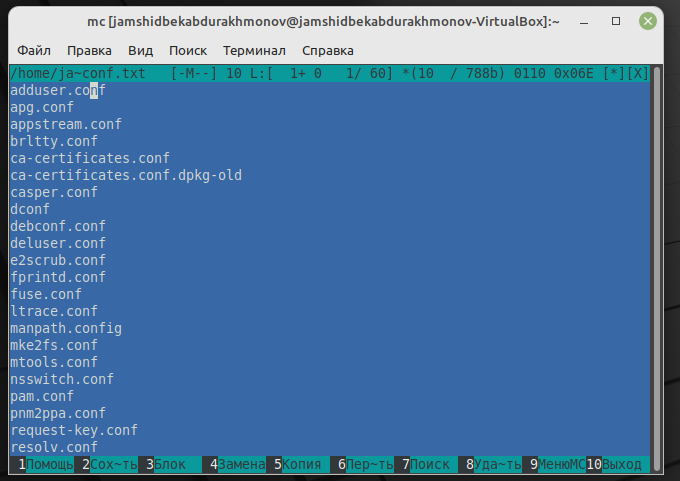 mc [jamshidbekabdurakhmonov@jamshidbekabdurakhmonov-VirtualBox]:~
Файл Правка Вид Поиск Терминал Справка
/home/ja~conf.txt [-M--] 10 L:[ 1+ 0 1/ 60] *(10 / 788b) 0110 0x06E [*][X]
adduser.conf
apg.conf
appstream.conf
brltty.conf
ca-certificates.conf
ca-certificates.conf.dpkg-old
casper.conf
dconf
debconf.conf
deluser.conf
e2scrub.conf
fprintd.conf
fuse.conf
ltrace.conf
manpath.config
mke2fs.conf
mtools.conf
nsswitch.conf
pam.conf
pnm2ppa.conf
request-key.conf
resolv.conf
1Помощь 2Сох~ть 3Блок 4Замена 5Копия 6Пер~ть 7Поиск 8Уда~ть 9МенюMC 10Выход